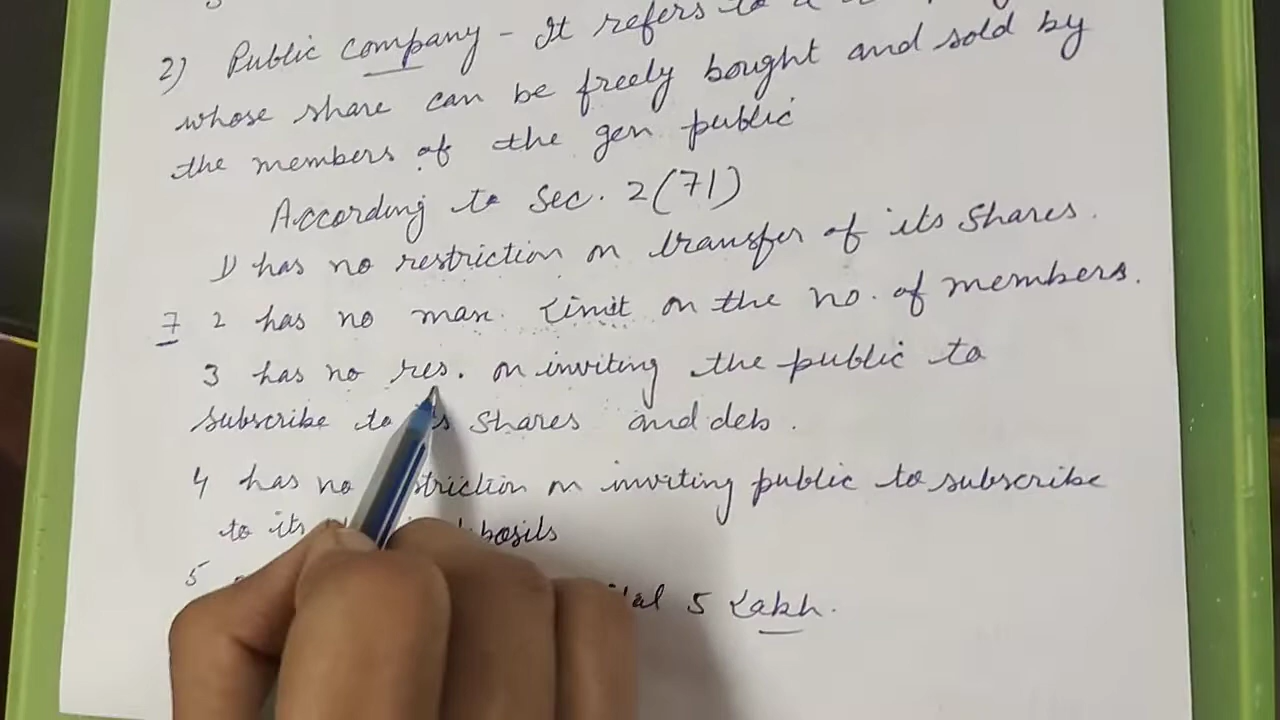 2) Public Company - It refers to a
whose share can be freely bought and sold by
the members of the gen public
According to Sec. 2(71)
1) has no restriction on transfer of its Shares.
7 2 has no max. Limit on the no. of members.
3 has no res. on inviting the public to
subscribe to its Shares and deb.
4 has no restriction on inviting public to subscribe
to its
5 5 Lakh.